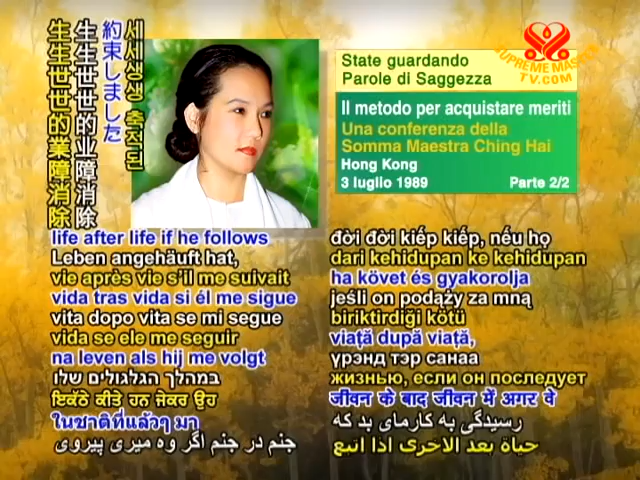 세세생생 축적된
約束しました
生生世世的业障消除
生生世世的業障消除
SUPREME MASTER
TV.COM
State guardando
Parole di Saggezza
Il metodo per acquistare meriti
Una conferenza della
Somma Maestra Ching Hai
Hong Kong
3 luglio 1989
Parte 2/2
life after life if he follows
Leben angehäuft hat,
vie après vie s'il me suivait
vida tras vida si él me sigue
vita dopo vita se mi segue
vida se ele me seguir
na leven als hij me volgt
במהלך הגלגולים שלו
ਇਕੱਠੇ ਕੀਤੇ ਹਨ ਜੇਕਰ ਉਹ
ในชาติที่แล้วๆ มา
جنم در جنم اگر وہ میری پیروی
đời đời kiếp kiếp, nếu họ
dari kehidupan ke kehidupan
ha követ és gyakorolja
jeśli on podąży za mną
biriktirdiği kötü
viaţă după viaţă,
үрэнд тэр санаа
жизнью, если он последует
जीवन के बाद जीवन में अगर वे
رسیدگی به کارمای بد که
حياة بعد الاخرى اذا اتبع